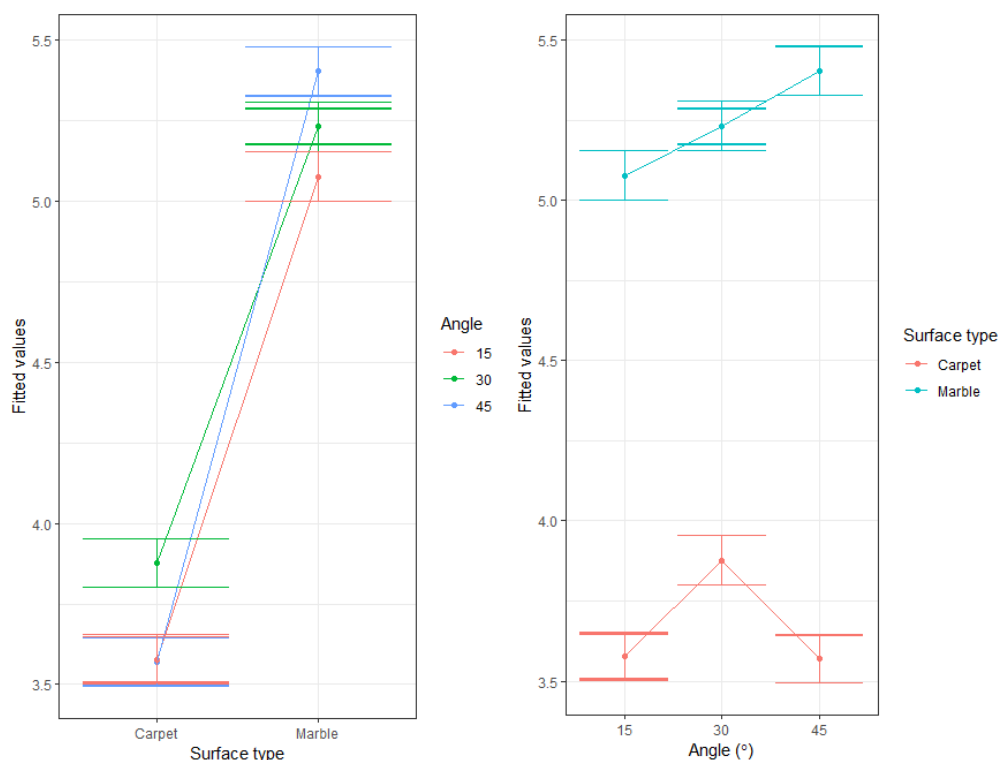 Fitted values
5.5
5.0
4.5
4.0
3.5
Carpet
Marble
Surface type
Angle
15
30
45
Fitted values
5.5
5.0
4.5
4.0
3.5
15
30
45
Angle (°)
Surface type
Carpet
Marble